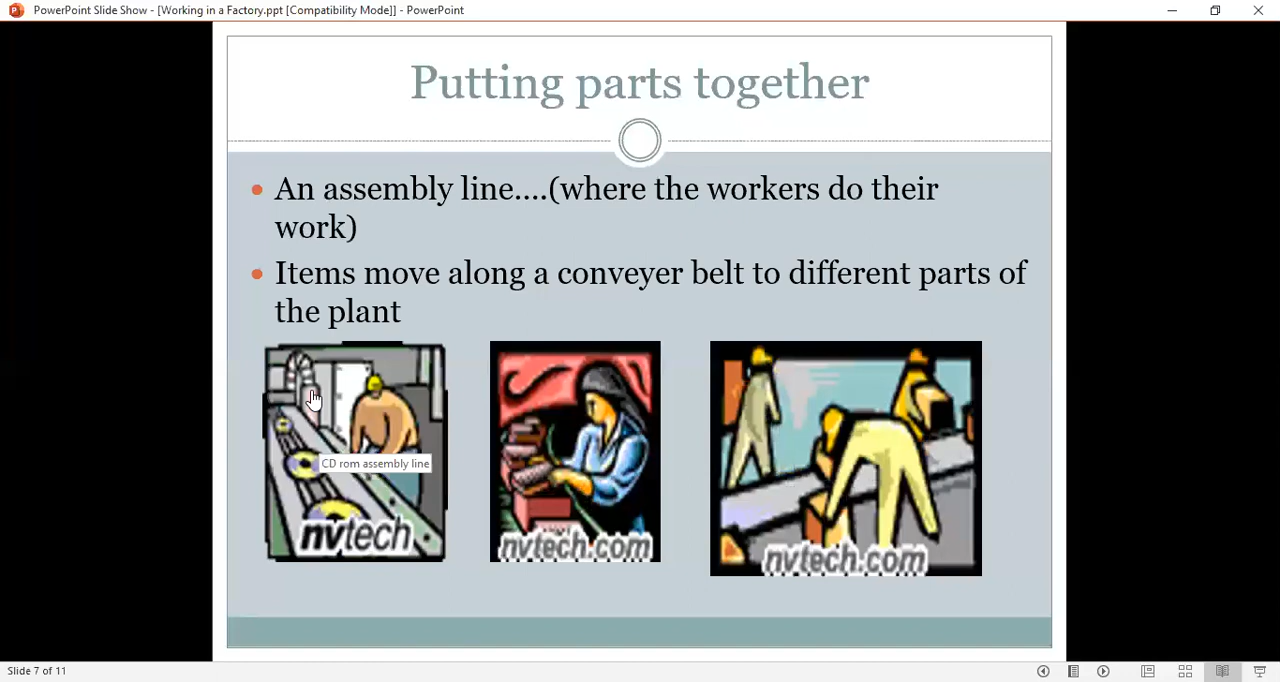 PowerPoint Slide Show - [Working in a Factory.ppt [Compatibility Mode]] - PowerPoint
Putting parts together
An assembly line....(where the workers do their
work)
Items move along a conveyer belt to different parts of
the plant
CD rom assembly line
nvtech
nvtech.com
nvtech.com
Slide 7 of 11